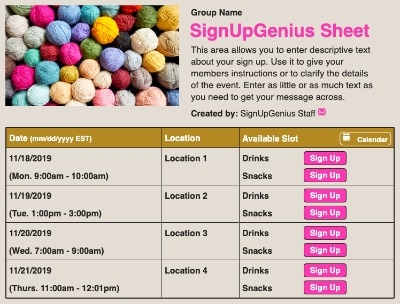 Group Name
SignUpGenius Sheet
This area allows you to enter descriptive text
about your sign up. Use it to give your
members instructions or to clarify the details
of the event. Enter as little or as much text as
you need to get your message across.
Created by: SignUpGenius Staff
Date (mm/dd/yyyy EST) Location Available Slot Calendar
11/18/2019 Location 1 Drinks Sign Up
(Mon. 9:00am - 10:00am) Snacks Sign Up
11/19/2019 Location 2 Drinks Sign Up
(Tue. 1:00pm - 3:00pm) Snacks Sign Up
11/20/2019 Location 3 Drinks Sign Up
(Wed. 7:00am - 9:00am) Snacks Sign Up
11/21/2019 Location 4 Drinks Sign Up
(Thurs. 11:00am - 12:01pm) Snacks Sign Up